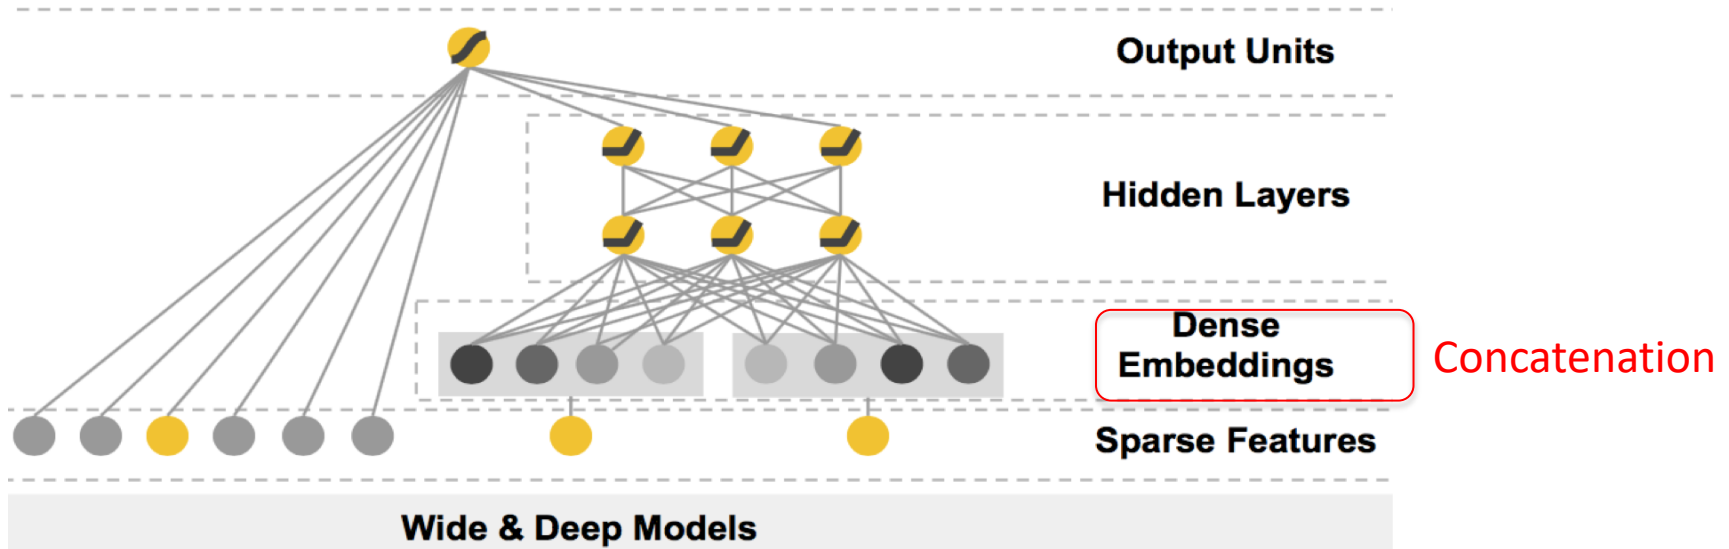 Output Units
Hidden Layers
Dense
Embeddings
Concatenation
Sparse Features
Wide & Deep Models